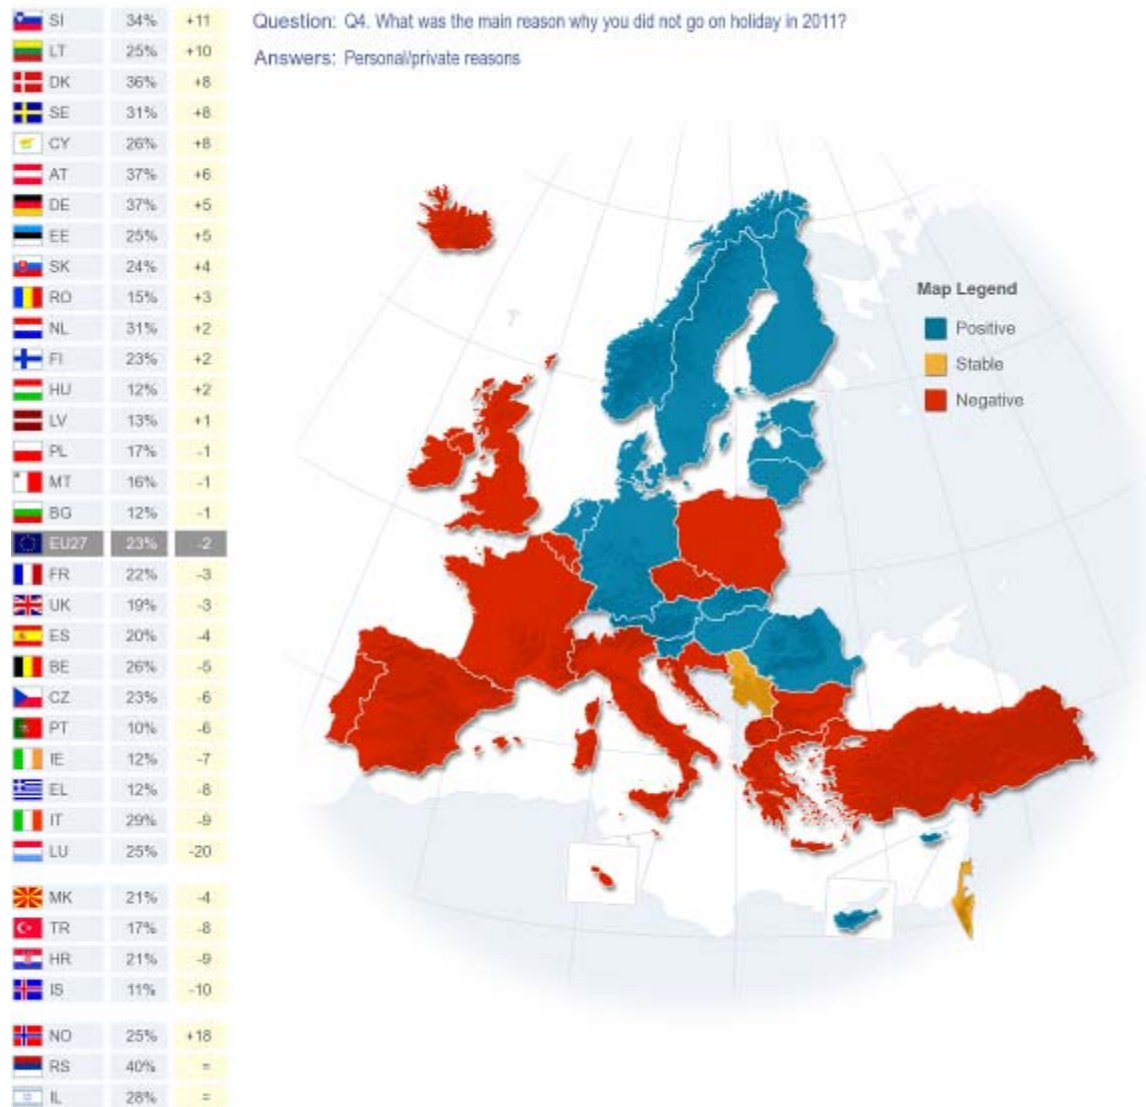 Question: Q4. What was the main reason why you did not go on holiday in 2011?
Answers: Personal/private reasons
SI 34% +11
LT 25% +10
DK 36% +8
SE 31% +8
CY 26% +8
AT 37% +6
DE 37% +5
EE 25% +5
SK 24% +4
RO 15% +3
NL 31% +2
FI 23% +2
HU 12% +2
LV 13% +1
PL 17% -1
MT 16% -1
BG 12% -1
EU27 23% -2
FR 22% -3
UK 19% -3
ES 20% -4
BE 26% -5
CZ 23% -6
PT 10% -6
IE 12% -7
EL 12% -8
IT 29% -9
LU 25% -20
MK 21% -4
TR 17% -8
HR 21% -9
IS 11% -10
NO 25% +18
RS 40% =
IL 28% =
Map Legend
Positive
Stable
Negative